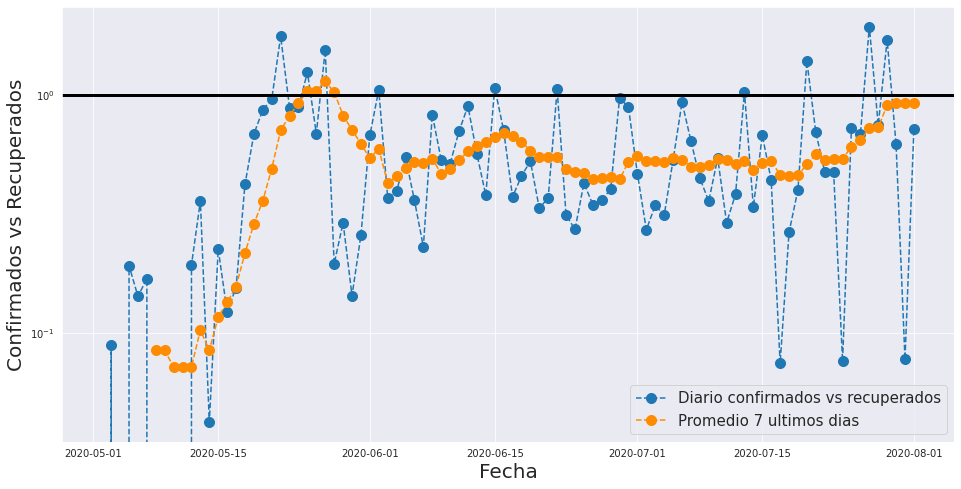 Confirmados vs Recuperados
10⁰
10⁻¹
Diario confirmados vs recuperados
Promedio 7 ultimos dias
2020-05-01 2020-05-15 2020-06-01 2020-06-15 2020-07-01 2020-07-15 2020-08-01
Fecha